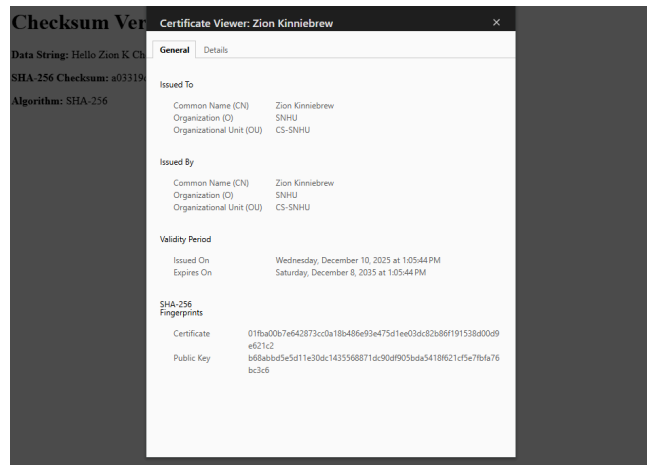 Checksum Ver
Data String: Hello Zion K Ch
SHA-256 Checksum: a03319
Algorithm: SHA-256
Certificate Viewer: Zion Kinniebrew
General Details
Issued To
Common Name (CN) Zion Kinniebrew
Organization (O) SNHU
Organizational Unit (OU) CS-SNHU
Issued By
Common Name (CN) Zion Kinniebrew
Organization (O) SNHU
Organizational Unit (OU) CS-SNHU
Validity Period
Issued On Wednesday, December 10, 2025 at 1:05:44 PM
Expires On Saturday, December 8, 2035 at 1:05:44 PM
SHA-256
Fingerprints
Certificate 01fba00b7e642873cc0a18b486e93e475d1ee03dc82b86f191538d00d9
e621c2
Public Key b68abbd5e5d11e30dc1435568871dc90df905bda5418f621cf5e7fbfa76
bc3c6